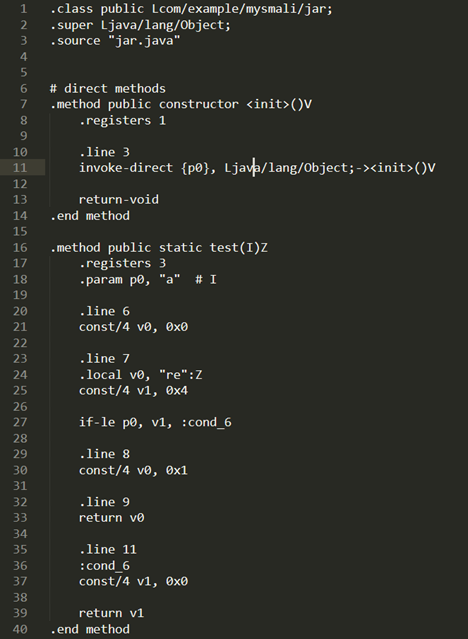 1 .class public Lcom/example/mysmali/jar;
2 .super Ljava/lang/Object;
3 .source "jar.java"
4
5
6 # direct methods
7 .method public constructor <init>()V
8     .registers 1
9
10     .line 3
11     invoke-direct {p0}, Ljava/lang/Object;-><init>()V
12
13     return-void
14 .end method
15
16 .method public static test(I)Z
17     .registers 3
18     .param p0, "a"  # I
19
20     .line 6
21     const/4 v0, 0x0
22
23     .line 7
24     .local v0, "re":Z
25     const/4 v1, 0x4
26
27     if-le p0, v1, :cond_6
28
29     .line 8
30     const/4 v0, 0x1
31
32     .line 9
33     return v0
34
35     .line 11
36     :cond_6
37     const/4 v1, 0x0
38
39     return v1
40 .end method